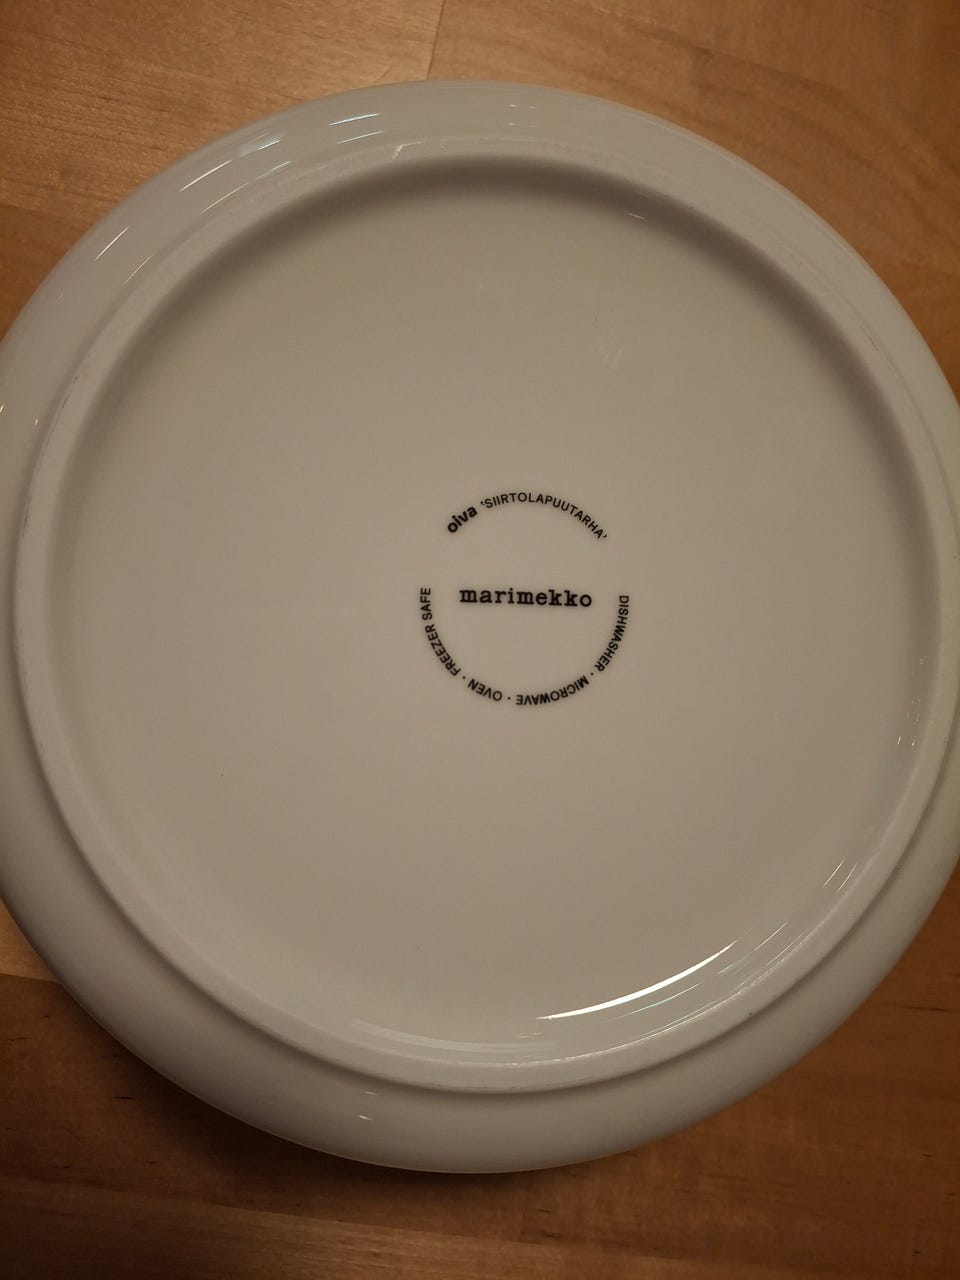 oiva 'SIIRTOLAPUUTARHA'
marimekko
DISHWASHER · MICROWAVE · OVEN · FREEZER SAFE